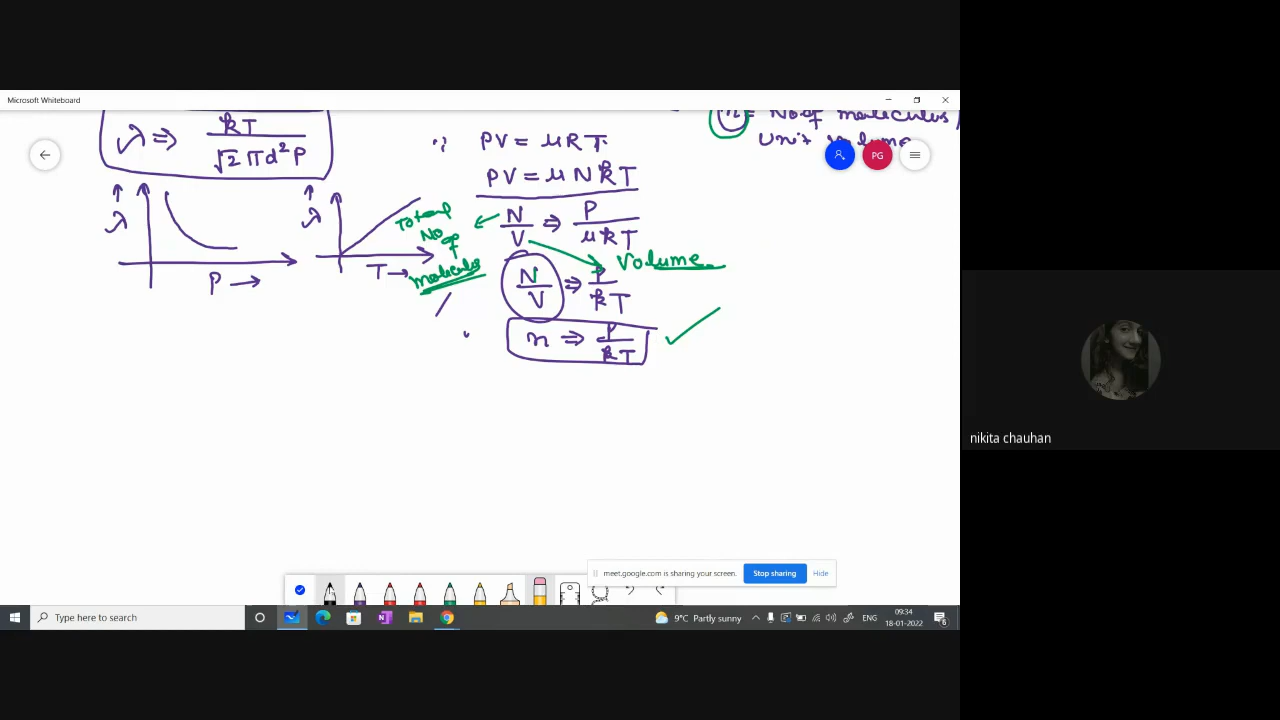 Microsoft Whiteboard
λ ⇒ kT / √2 πd²P
∵ PV = μRT
PV = μNkT
N/V ⇒ P/μkT
N/V ⇒ P/kT
n ⇒ P/kT
Total
No of
molecules
Volume
n = No of molecules /
Unit volume
PG
λ
P →
λ
T →
nikita chauhan
meet.google.com is sharing your screen.
Stop sharing
Hide
Type here to search
9°C Partly sunny
ENG
09:34
18-01-2022
6